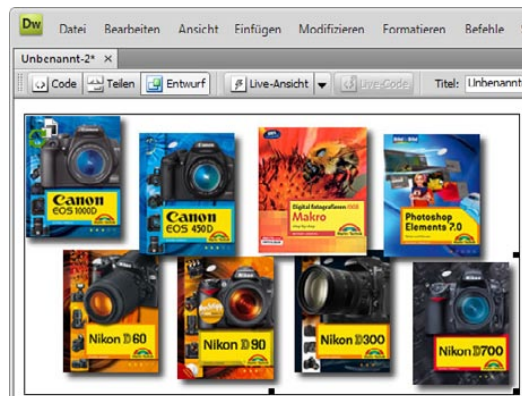 Dw Datei Bearbeiten Ansicht Einfügen Modifizieren Formatieren Befehle
Unbenannt-2* ×
Code Teilen Entwurf Live-Ansicht Live-Code Titel: Unbenannt
Canon
EOS 1000D
Canon
EOS 450D
Digital fotografieren
Makro
Photoshop
Elements 7.0
Nikon D60
Nikon D90
Nikon D300
Nikon D700